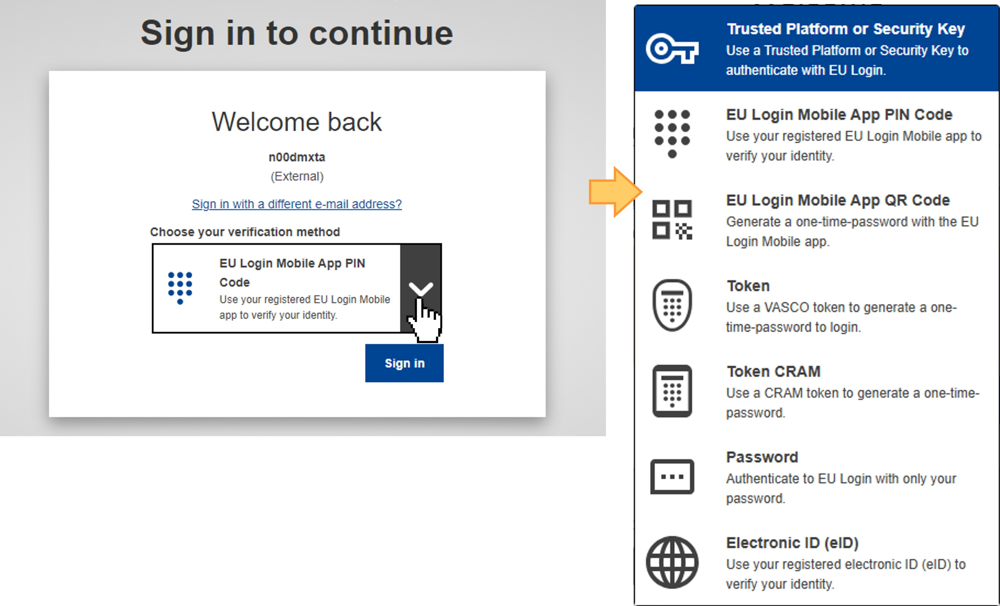 Sign in to continue
Welcome back
n00dmxta
(External)
Sign in with a different e-mail address?
Choose your verification method
EU Login Mobile App PIN
Code
Use your registered EU Login Mobile
app to verify your identity.
Sign in
Trusted Platform or Security Key
Use a Trusted Platform or Security Key to
authenticate with EU Login.
EU Login Mobile App PIN Code
Use your registered EU Login Mobile app to
verify your identity.
EU Login Mobile App QR Code
Generate a one-time-password with the EU
Login Mobile app.
Token
Use a VASCO token to generate a one-
time-password to login.
Token CRAM
Use a CRAM token to generate a one-time-
password.
Password
Authenticate to EU Login with only your
password.
Electronic ID (eID)
Use your registered electronic ID (eID) to
verify your identity.